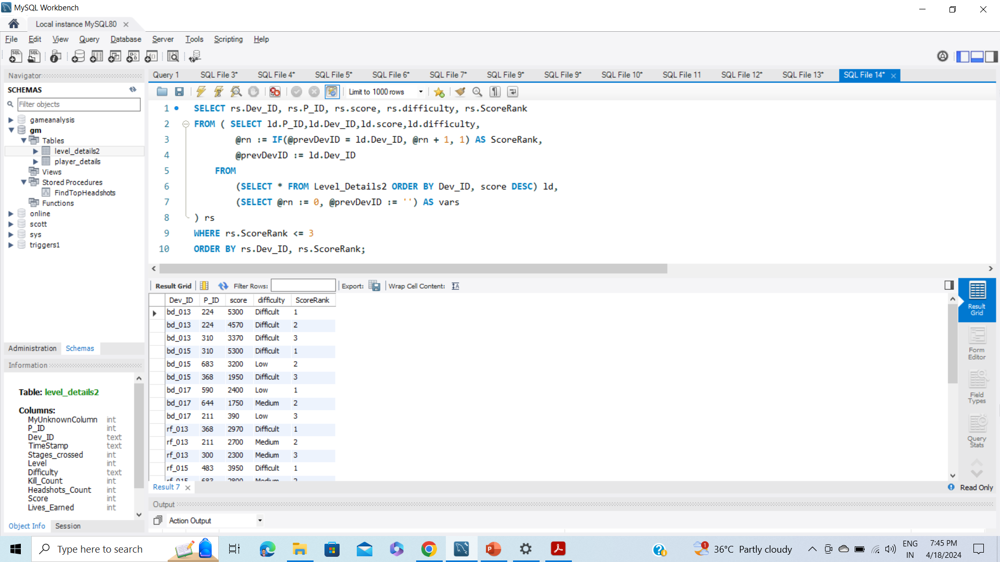 MySQL Workbench
Local instance MySQL80
File Edit View Query Database Server Tools Scripting Help
Navigator
SCHEMAS
Filter objects
gameanalysis
gm
Tables
level_details2
player_details
Views
Stored Procedures
FindTopHeadshots
Functions
online
scott
sys
triggers1
Administration Schemas
Information
Table: level_details2
Columns:
MyUnknownColumn int
P_ID int
Dev_ID text
TimeStamp text
Stages_crossed int
Level int
Difficulty text
Kill_Count int
Headshots_Count int
Score int
Lives_Earned int
Object Info Session
Query 1 SQL File 3* SQL File 4* SQL File 5* SQL File 6* SQL File 7* SQL File 9* SQL File 9* SQL File 10* SQL File 11 SQL File 12* SQL File 13* SQL File 14*
Limit to 1000 rows
1 SELECT rs.Dev_ID, rs.P_ID, rs.score, rs.difficulty, rs.ScoreRank
2 FROM ( SELECT ld.P_ID,ld.Dev_ID,ld.score,ld.difficulty,
3 @rn := IF(@prevDevID = ld.Dev_ID, @rn + 1, 1) AS ScoreRank,
4 @prevDevID := ld.Dev_ID
5 FROM
6 (SELECT * FROM Level_Details2 ORDER BY Dev_ID, score DESC) ld,
7 (SELECT @rn := 0, @prevDevID := '') AS vars
8 ) rs
9 WHERE rs.ScoreRank <= 3
10 ORDER BY rs.Dev_ID, rs.ScoreRank;
Result Grid Filter Rows: Export: Wrap Cell Content:
Dev_ID P_ID score difficulty ScoreRank
bd_013 224 5300 Difficult 1
bd_013 224 4570 Difficult 2
bd_013 310 3370 Difficult 3
bd_015 310 5300 Difficult 1
bd_015 683 3200 Low 2
bd_015 368 1950 Difficult 3
bd_017 590 2400 Low 1
bd_017 644 1750 Medium 2
bd_017 211 390 Low 3
rf_013 368 2970 Difficult 1
rf_013 211 2700 Medium 2
rf_013 300 2300 Medium 3
rf_015 483 3950 Difficult 1
Result
Grid
Form
Editor
Field
Types
Query
Stats
Result 7
Read Only
Output
Action Output
Type here to search
36°C Partly cloudy
ENG
IN
7:45 PM
4/18/2024